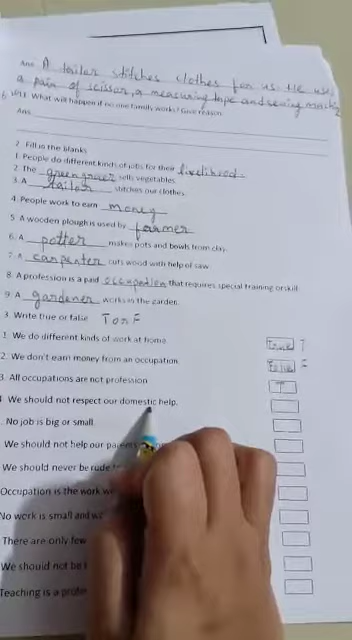 Ans A tailor stitches clothes for us. He uses
a pair of scissor, a measuring tape and sewing machine
What will happen if no one family works? Give reason.
Ans.
2. Fill in the blanks
1. People do different kinds of jobs for their livelihood.
2. The greengrocer sells vegetables.
3. A tailor stitches our clothes.
4. People work to earn money
5. A wooden plough is used by farmer
6. A potter makes pots and bowls from clay.
7. A carpenter cuts wood with help of saw.
8. A profession is a paid occupation that requires special training or skill
9. A gardener works in the garden.
3. Write true or false T or F
1. We do different kinds of work at home. True T
2. We don't earn money from an occupation. False F
3. All occupations are not profession T
We should not respect our domestic help.
No job is big or small.
We should not help our
We should never be rude
Occupation is the work
No work is small and
There are only few
We should not be
Teaching is a